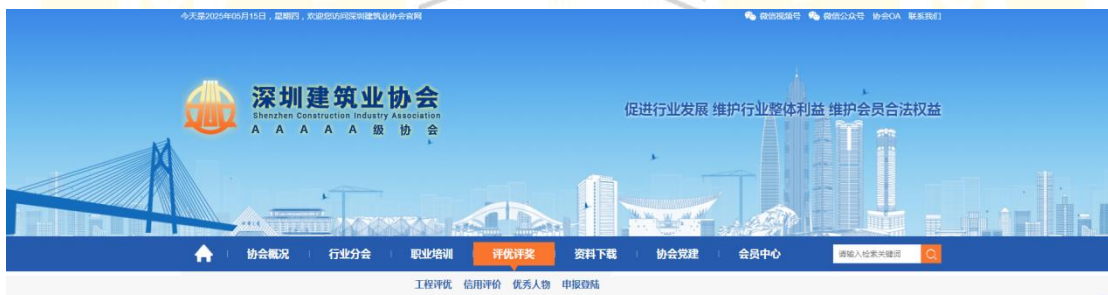 今天是2025年05月15日，星期四，欢迎您访问深圳建筑业协会官网
微信视频号 微信公众号 协会OA 联系我们
深圳建筑业协会
Shenzhen Construction Industry Association
AAAAA级协会
促进行业发展 维护行业整体利益 维护会员合法权益
协会概况 行业分会 职业培训 评优评奖 资料下载 协会党建 会员中心 请输入检索关键词
工程评优 信用评价 优秀人物 申报登陆